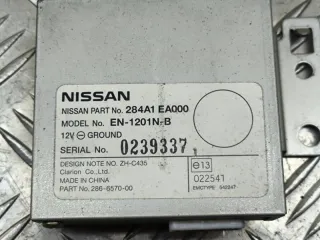 NISSAN
NISSAN PART No. 284A1 EA000
MODEL No. EN-1201N-B
12V ⊖ GROUND
SERIAL No. 0239337
DESIGN NOTE NO. ZH-C435
Clarion Co., Ltd.
MADE IN CHINA
PART No. 286-6570-00
e13
022541